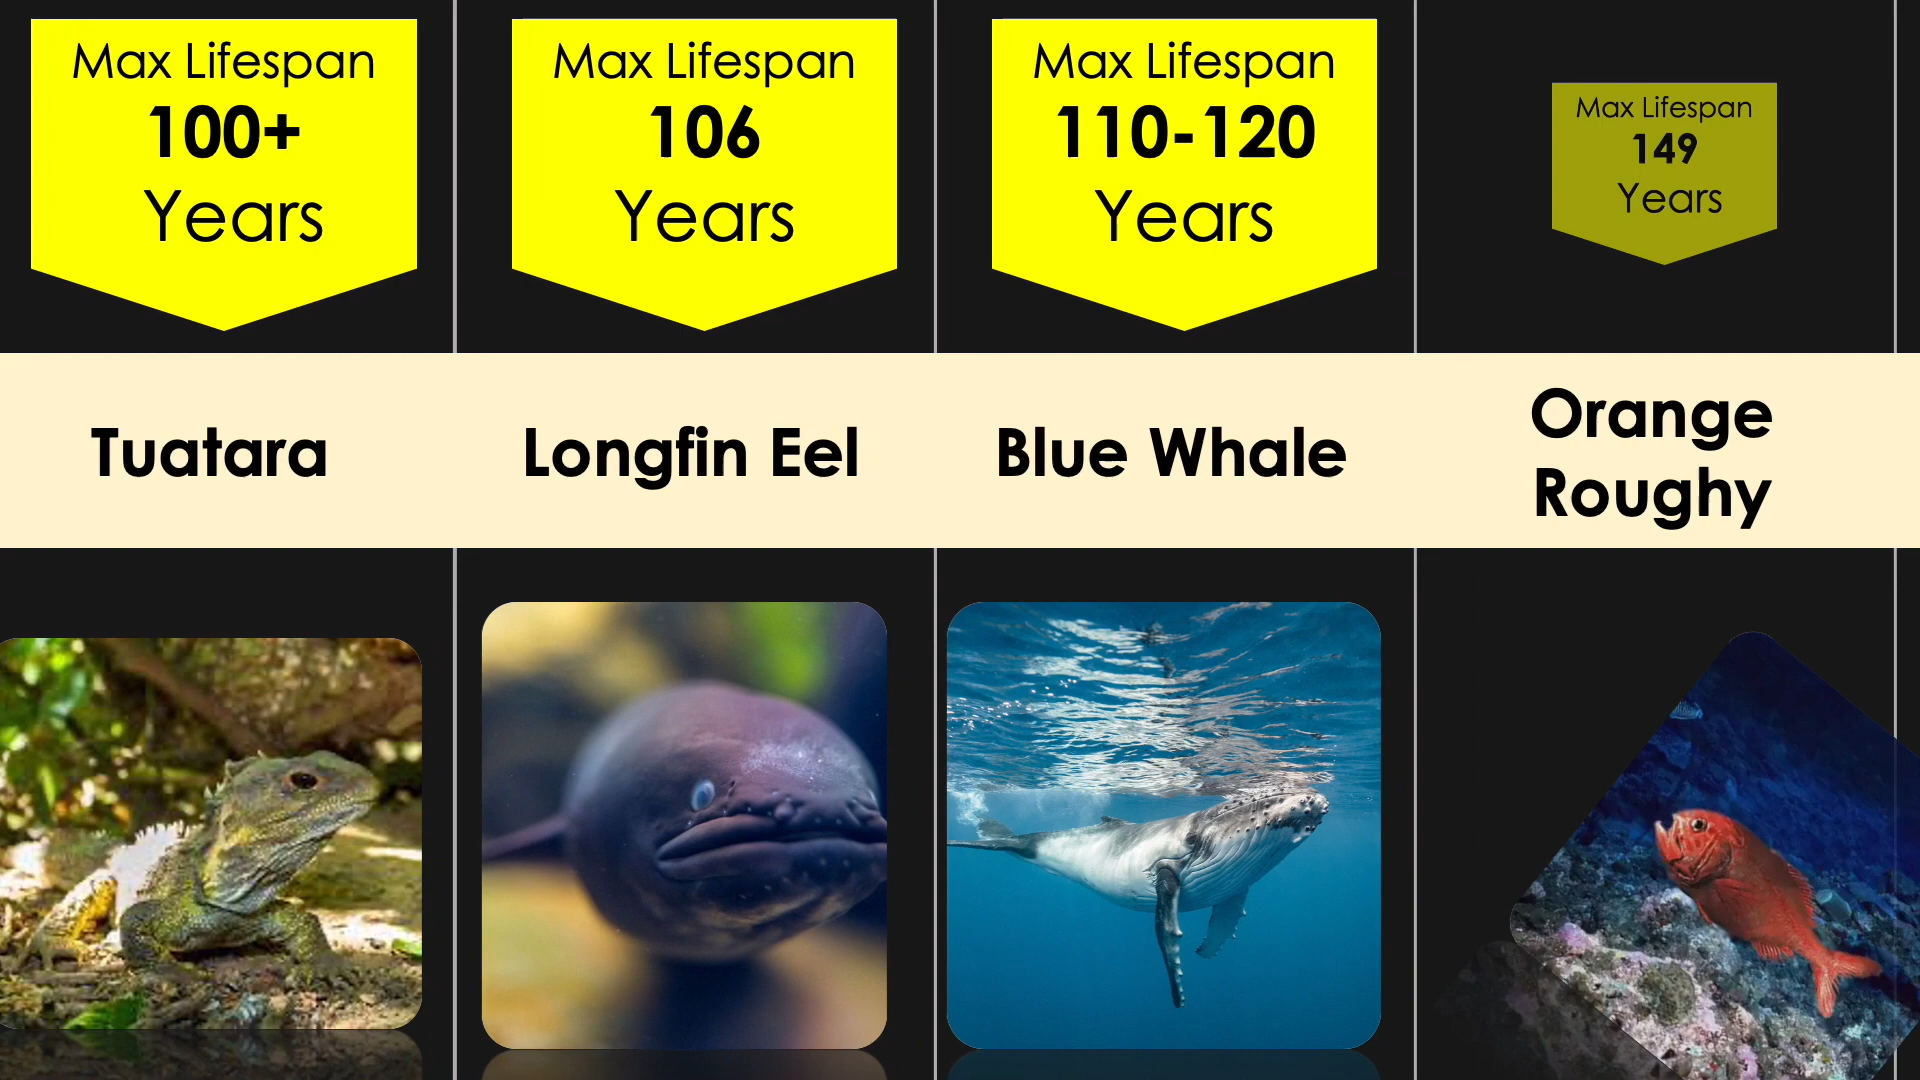 Max Lifespan
100+
Years
Max Lifespan
106
Years
Max Lifespan
110-120
Years
Max Lifespan
149
Years
Tuatara
Longfin Eel
Blue Whale
Orange
Roughy